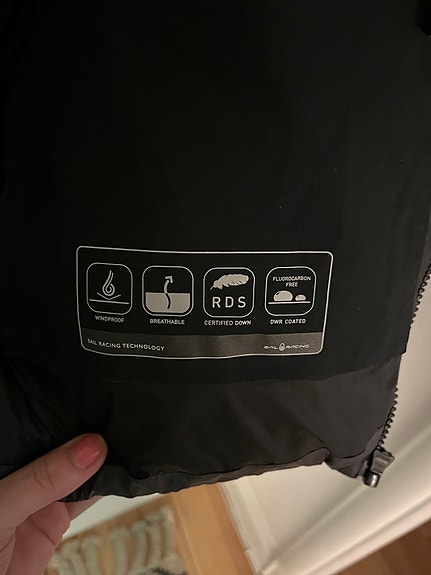 WINDPROOF
BREATHABLE
RDS
CERTIFIED DOWN
FLUOROCARBON
FREE
DWR COATED
SAIL RACING TECHNOLOGY
SAIL RACING